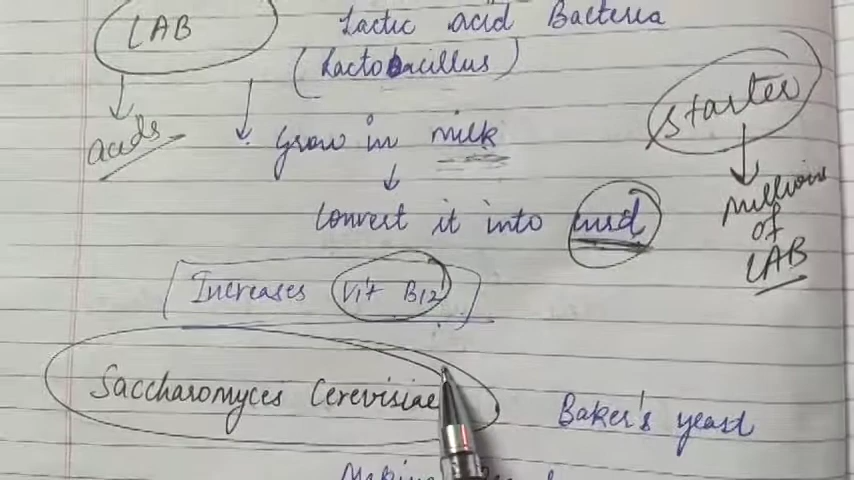 LAB Lactic acid Bacteria
(Lactobacillus)
acids grow in milk starter
convert it into curd millions
of
LAB
Increases Vit B12
Saccharomyces Cerevisiae Baker's yeast
Making